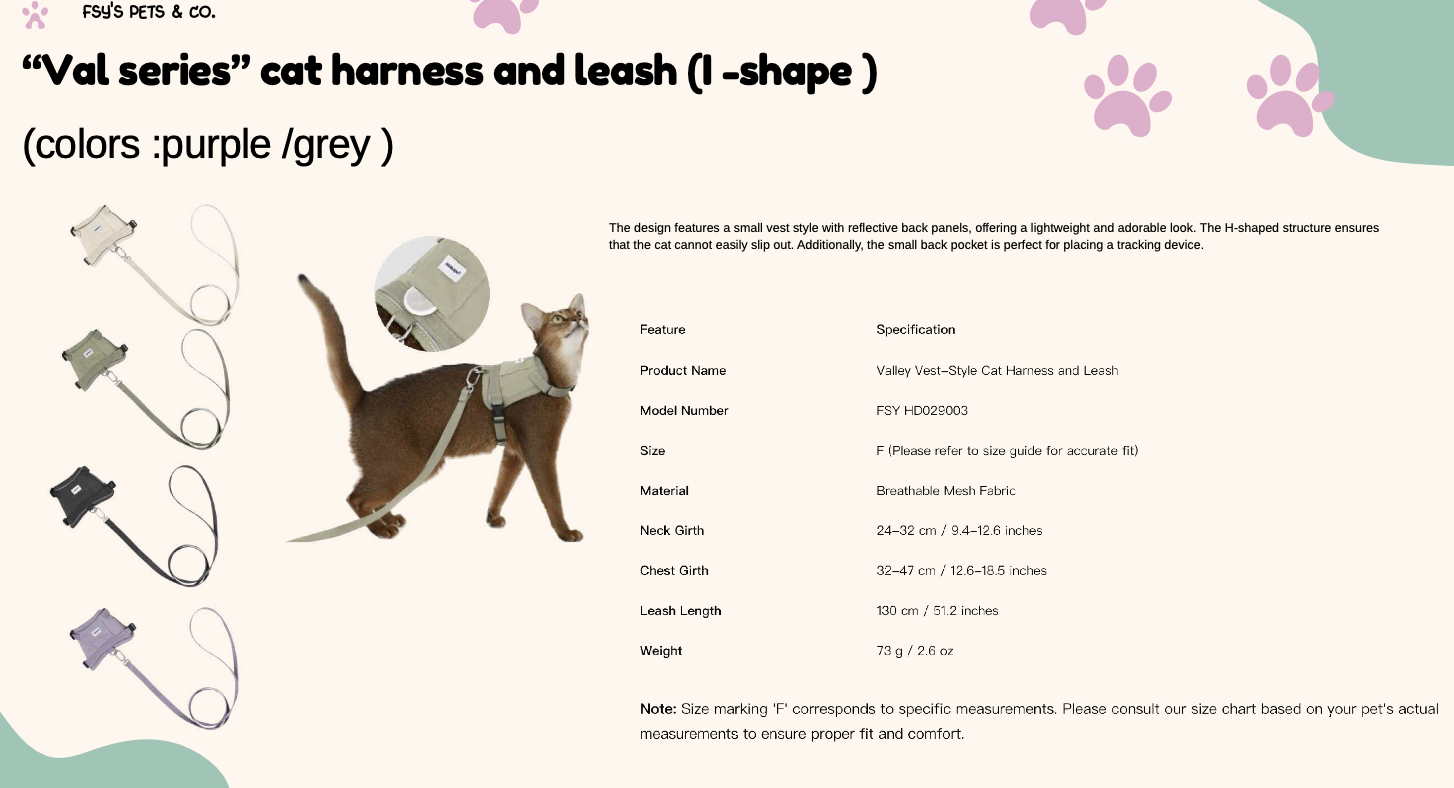 FSY'S PETS & CO.
“Val series” cat harness and leash (I -shape )
(colors :purple /grey )
The design features a small vest style with reflective back panels, offering a lightweight and adorable look. The H-shaped structure ensures
that the cat cannot easily slip out. Additionally, the small back pocket is perfect for placing a tracking device.
Feature Specification
Product Name Valley Vest–Style Cat Harness and Leash
Model Number FSY HD029003
Size F (Please refer to size guide for accurate fit)
Material Breathable Mesh Fabric
Neck Girth 24–32 cm / 9.4–12.6 inches
Chest Girth 32–47 cm / 12.6–18.5 inches
Leash Length 130 cm / 51.2 inches
Weight 73 g / 2.6 oz
Note: Size marking 'F' corresponds to specific measurements. Please consult our size chart based on your pet's actual
measurements to ensure proper fit and comfort.